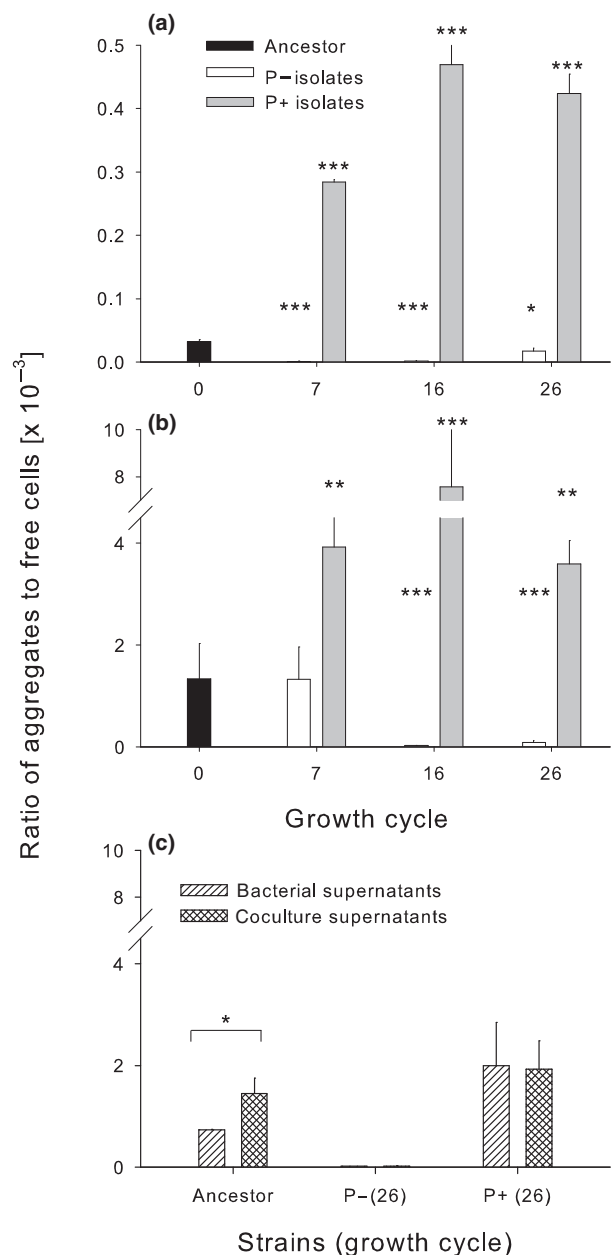 (a)
Ancestor
P− isolates
P+ isolates
0.5
0.4
0.3
0.2
0.1
0.0
***
***
***
***
***
*
0 7 16 26
Ratio of aggregates to free cells [x 10⁻³]
(b)
10
8
4
2
0
**
***
***
***
**
0 7 16 26
Growth cycle
(c)
Bacterial supernatants
Coculture supernatants
10
8
4
2
0
*
Ancestor P−(26) P+ (26)
Strains (growth cycle)